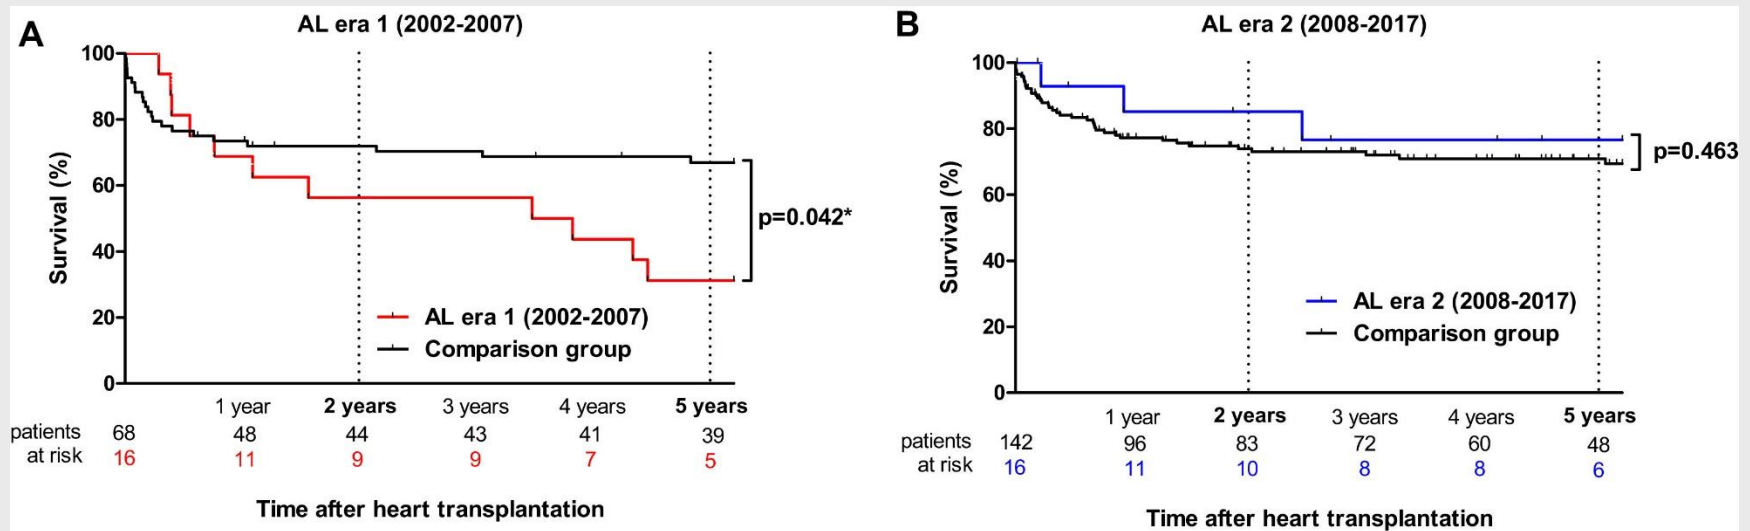 A
AL era 1 (2002-2007)
100
80
60
40
20
0
Survival (%)
p=0.042*
AL era 1 (2002-2007)
Comparison group
1 year 2 years 3 years 4 years 5 years
patients 68 48 44 43 41 39
at risk 16 11 9 9 7 5
Time after heart transplantation
B
AL era 2 (2008-2017)
100
80
60
40
20
0
Survival (%)
p=0.463
AL era 2 (2008-2017)
Comparison group
1 year 2 years 3 years 4 years 5 years
patients 142 96 83 72 60 48
at risk 16 11 10 8 8 6
Time after heart transplantation